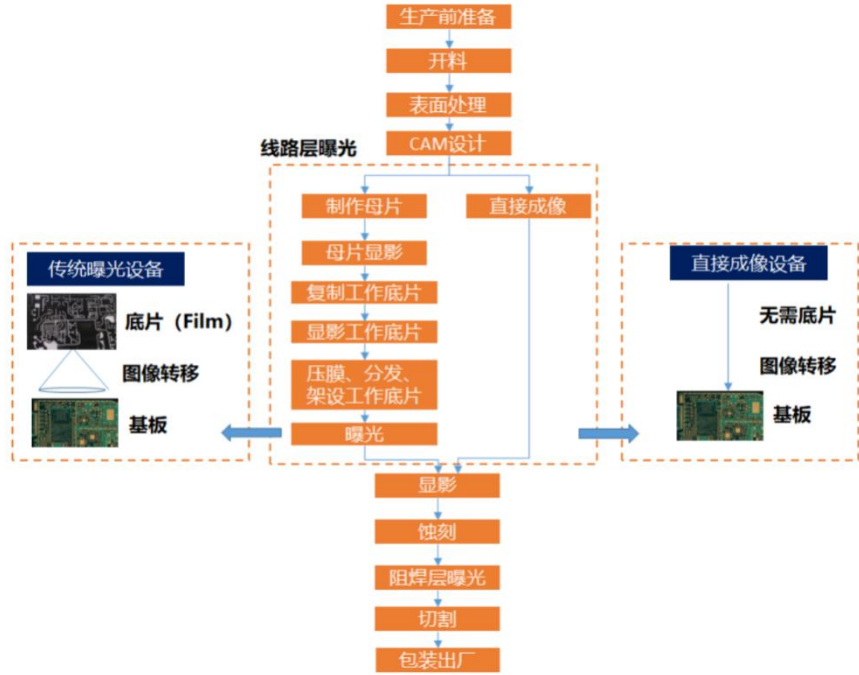 生产前准备
开料
表面处理
CAM设计
线路层曝光
制作母片
直接成像
母片显影
复制工作底片
显影工作底片
压膜、分发、
架设工作底片
曝光
传统曝光设备
底片（Film）
图像转移
基板
直接成像设备
无需底片
图像转移
基板
显影
蚀刻
阻焊层曝光
切割
包装出厂